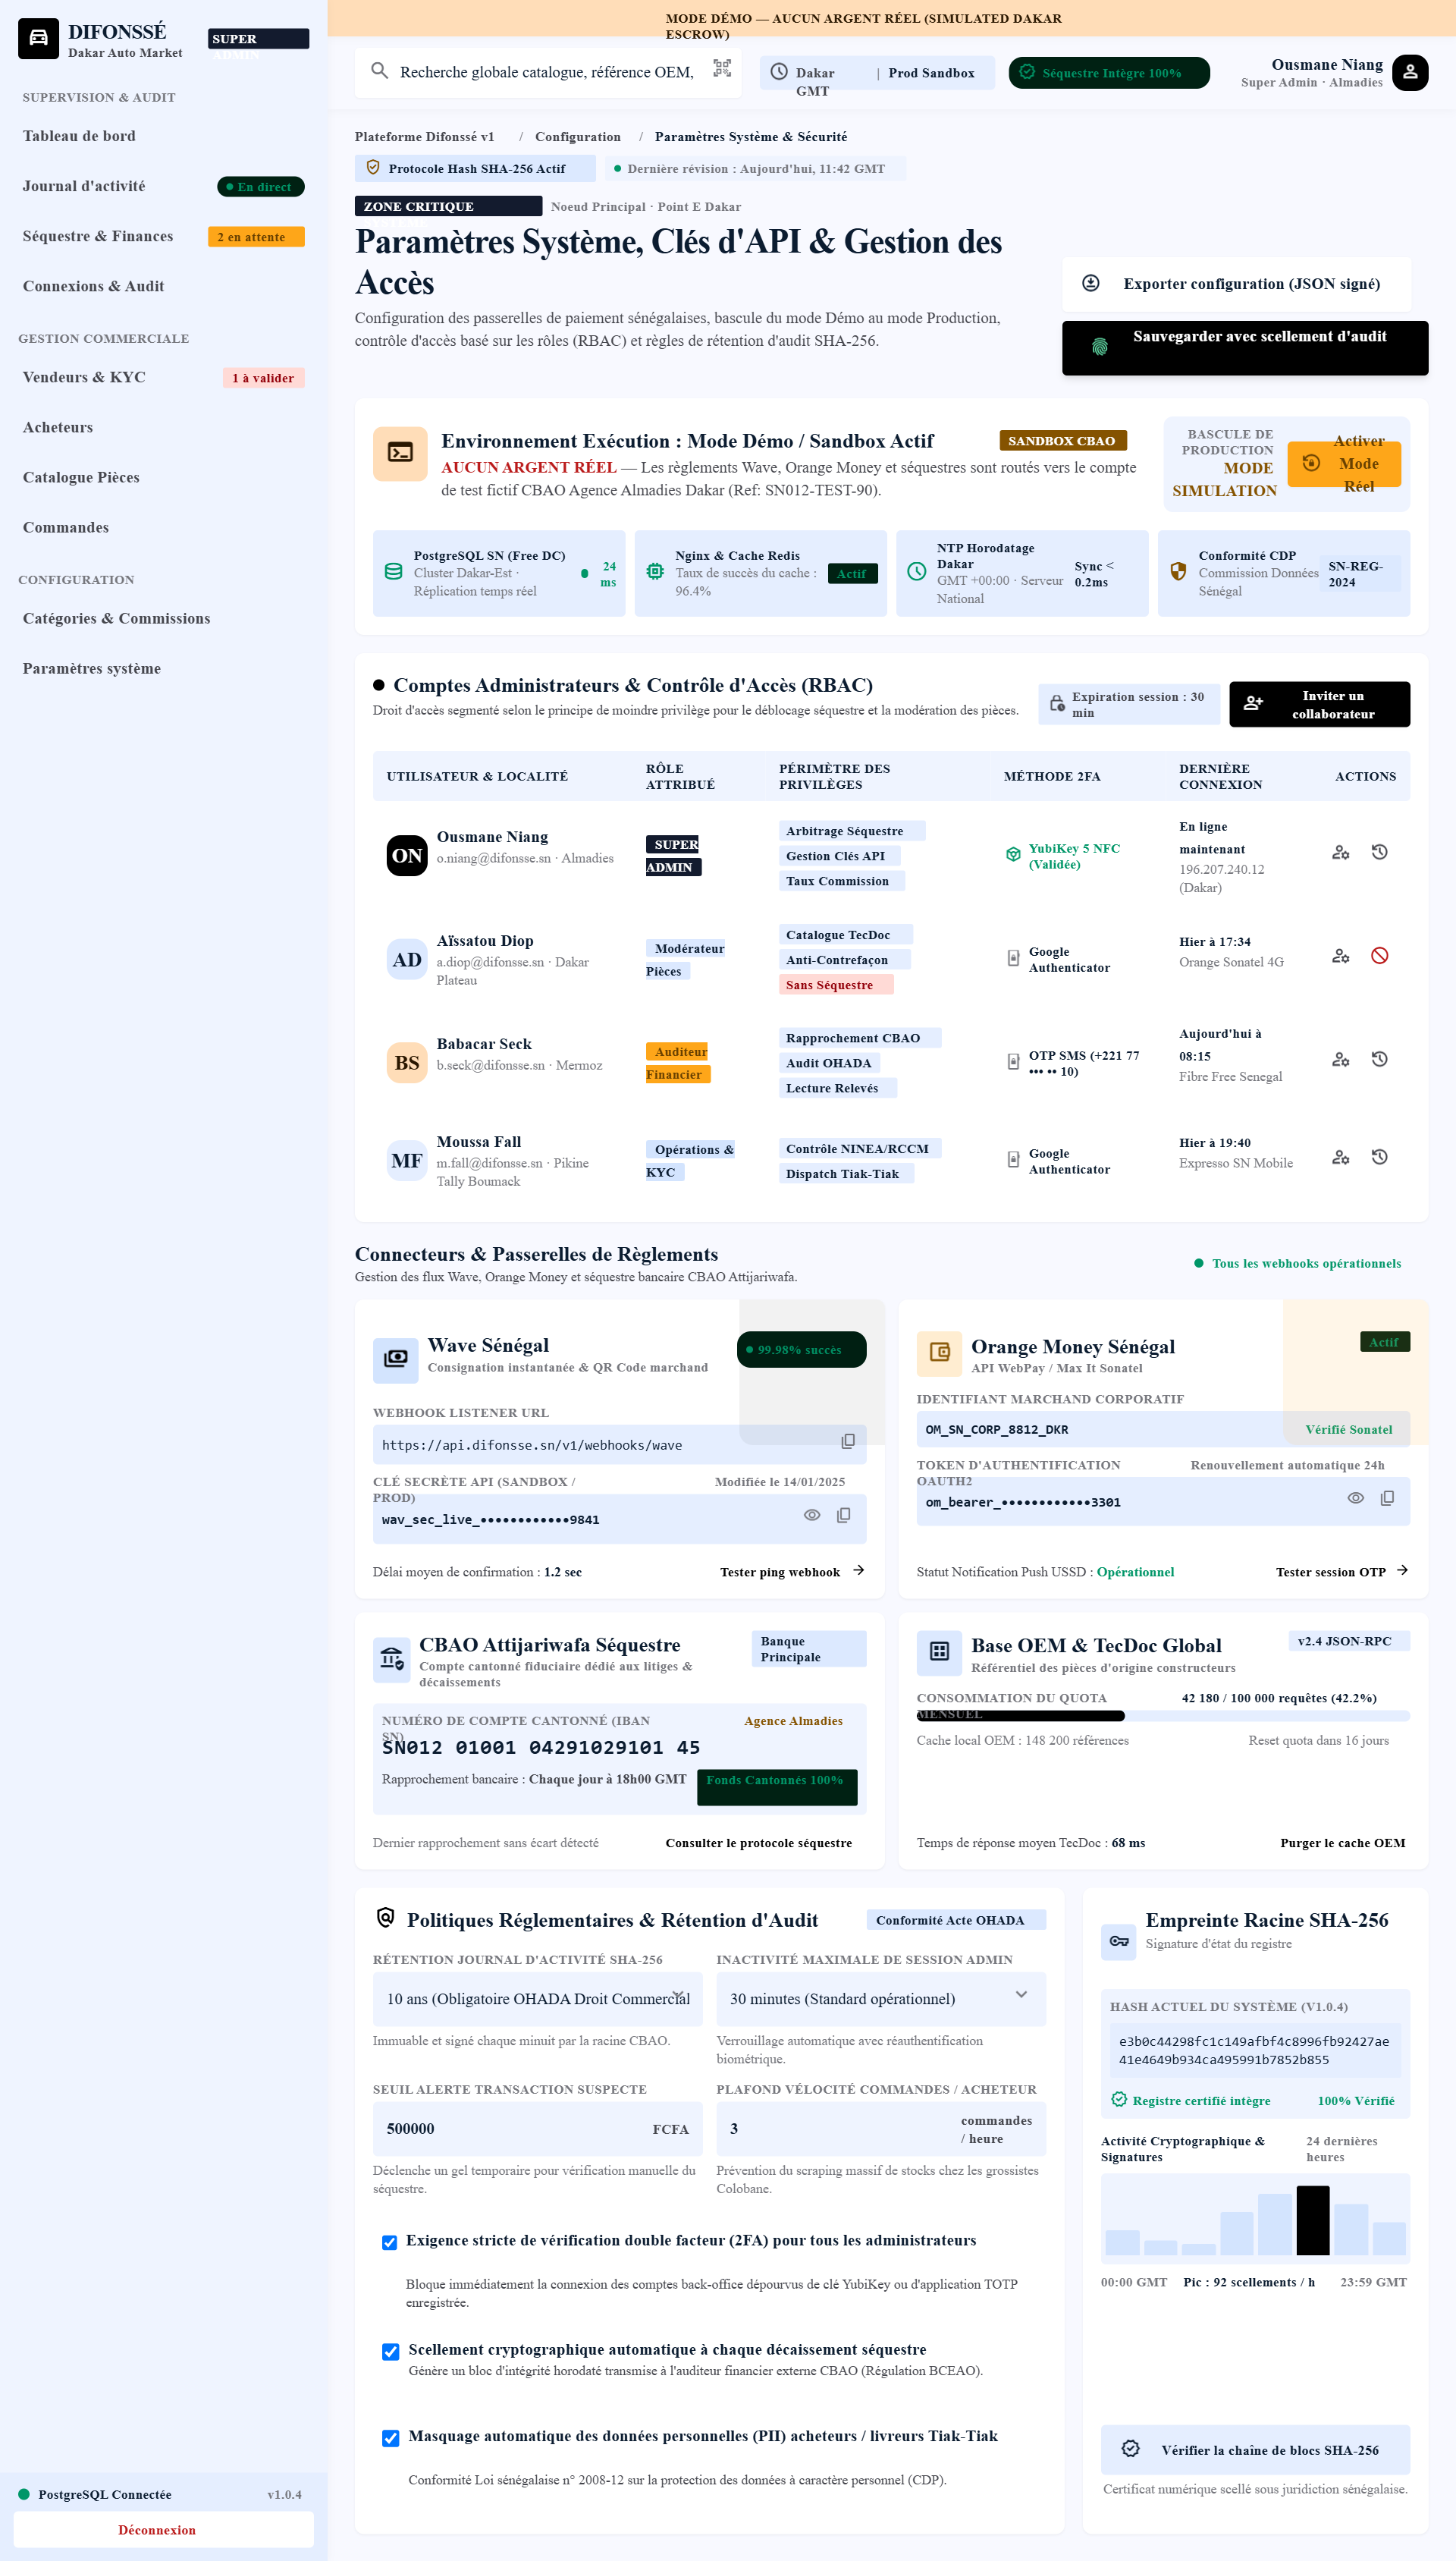 DIFONSSÉ
Dakar Auto Market
SUPER
ADMIN
SUPERVISION & AUDIT
Tableau de bord
Journal d'activité
En direct
Séquestre & Finances
2 en attente
Connexions & Audit
GESTION COMMERCIALE
Vendeurs & KYC
1 à valider
Acheteurs
Catalogue Pièces
Commandes
CONFIGURATION
Catégories & Commissions
Paramètres système
PostgreSQL Connectée
v1.0.4
Déconnexion
MODE DÉMO — AUCUN ARGENT RÉEL (SIMULATED DAKAR
ESCROW)
Recherche globale catalogue, référence OEM,
Dakar
GMT
| Prod Sandbox
Séquestre Intègre 100%
Ousmane Niang
Super Admin · Almadies
Plateforme Difonssé v1 / Configuration / Paramètres Système & Sécurité
Protocole Hash SHA-256 Actif
Dernière révision : Aujourd'hui, 11:42 GMT
ZONE CRITIQUE
Noeud Principal · Point E Dakar
Paramètres Système, Clés d'API & Gestion des
Accès
Configuration des passerelles de paiement sénégalaises, bascule du mode Démo au mode Production,
contrôle d'accès basé sur les rôles (RBAC) et règles de rétention d'audit SHA-256.
Exporter configuration (JSON signé)
Sauvegarder avec scellement d'audit
Environnement Exécution : Mode Démo / Sandbox Actif
SANDBOX CBAO
AUCUN ARGENT RÉEL — Les règlements Wave, Orange Money et séquestres sont routés vers le compte
de test fictif CBAO Agence Almadies Dakar (Ref: SN012-TEST-90).
BASCULE DE
PRODUCTION
MODE
SIMULATION
Activer
Mode
Réel
PostgreSQL SN (Free DC)
Cluster Dakar-Est ·
Réplication temps réel
24
ms
Nginx & Cache Redis
Taux de succès du cache :
96.4%
Actif
NTP Horodatage
Dakar
GMT +00:00 · Serveur
National
Sync <
0.2ms
Conformité CDP
Commission Données
Sénégal
SN-REG-
2024
Comptes Administrateurs & Contrôle d'Accès (RBAC)
Droit d'accès segmenté selon le principe de moindre privilège pour le déblocage séquestre et la modération des pièces.
Expiration session : 30
min
Inviter un
collaborateur
UTILISATEUR & LOCALITÉ
RÔLE
ATTRIBUÉ
PÉRIMÈTRE DES
PRIVILÈGES
MÉTHODE 2FA
DERNIÈRE
CONNEXION
ACTIONS
ON
Ousmane Niang
o.niang@difonsse.sn · Almadies
SUPER
ADMIN
Arbitrage Séquestre
Gestion Clés API
Taux Commission
YubiKey 5 NFC
(Validée)
En ligne
maintenant
196.207.240.12
(Dakar)
AD
Aïssatou Diop
a.diop@difonsse.sn · Dakar
Plateau
Modérateur
Pièces
Catalogue TecDoc
Anti-Contrefaçon
Sans Séquestre
Google
Authenticator
Hier à 17:34
Orange Sonatel 4G
BS
Babacar Seck
b.seck@difonsse.sn · Mermoz
Auditeur
Financier
Rapprochement CBAO
Audit OHADA
Lecture Relevés
OTP SMS (+221 77
••• •• 10)
Aujourd'hui à
08:15
Fibre Free Senegal
MF
Moussa Fall
m.fall@difonsse.sn · Pikine
Tally Boumack
Opérations &
KYC
Contrôle NINEA/RCCM
Dispatch Tiak-Tiak
Google
Authenticator
Hier à 19:40
Expresso SN Mobile
Connecteurs & Passerelles de Règlements
Gestion des flux Wave, Orange Money et séquestre bancaire CBAO Attijariwafa.
Tous les webhooks opérationnels
Wave Sénégal
Consignation instantanée & QR Code marchand
99.98% succès
WEBHOOK LISTENER URL
https://api.difonsse.sn/v1/webhooks/wave
CLÉ SECRÈTE API (SANDBOX /
PROD)
Modifiée le 14/01/2025
wav_sec_live_••••••••••••9841
Délai moyen de confirmation : 1.2 sec
Tester ping webhook
Orange Money Sénégal
API WebPay / Max It Sonatel
Actif
IDENTIFIANT MARCHAND CORPORATIF
OM_SN_CORP_8812_DKR
Vérifié Sonatel
TOKEN D'AUTHENTIFICATION
OAUTH2
Renouvellement automatique 24h
om_bearer_••••••••••••3301
Statut Notification Push USSD : Opérationnel
Tester session OTP
CBAO Attijariwafa Séquestre
Compte cantonné fiduciaire dédié aux litiges &
décaissements
Banque
Principale
NUMÉRO DE COMPTE CANTONNÉ (IBAN
SN)
Agence Almadies
SN012 01001 04291029101 45
Rapprochement bancaire : Chaque jour à 18h00 GMT
Fonds Cantonnés 100%
Dernier rapprochement sans écart détecté
Consulter le protocole séquestre
Base OEM & TecDoc Global
Référentiel des pièces d'origine constructeurs
v2.4 JSON-RPC
CONSOMMATION DU QUOTA
MENSUEL
42 180 / 100 000 requêtes (42.2%)
Cache local OEM : 148 200 références
Reset quota dans 16 jours
Temps de réponse moyen TecDoc : 68 ms
Purger le cache OEM
Politiques Réglementaires & Rétention d'Audit
Conformité Acte OHADA
RÉTENTION JOURNAL D'ACTIVITÉ SHA-256
10 ans (Obligatoire OHADA Droit Commercial
Immuable et signé chaque minuit par la racine CBAO.
INACTIVITÉ MAXIMALE DE SESSION ADMIN
30 minutes (Standard opérationnel)
Verrouillage automatique avec réauthentification
biométrique.
SEUIL ALERTE TRANSACTION SUSPECTE
500000
FCFA
Déclenche un gel temporaire pour vérification manuelle du
séquestre.
PLAFOND VÉLOCITÉ COMMANDES / ACHETEUR
3
commandes
/ heure
Prévention du scraping massif de stocks chez les grossistes
Colobane.
Exigence stricte de vérification double facteur (2FA) pour tous les administrateurs
Bloque immédiatement la connexion des comptes back-office dépourvus de clé YubiKey ou d'application TOTP
enregistrée.
Scellement cryptographique automatique à chaque décaissement séquestre
Génère un bloc d'intégrité horodaté transmise à l'auditeur financier externe CBAO (Régulation BCEAO).
Masquage automatique des données personnelles (PII) acheteurs / livreurs Tiak-Tiak
Conformité Loi sénégalaise n° 2008-12 sur la protection des données à caractère personnel (CDP).
Empreinte Racine SHA-256
Signature d'état du registre
HASH ACTUEL DU SYSTÈME (V1.0.4)
e3b0c44298fc1c149afbf4c8996fb92427ae
41e4649b934ca495991b7852b855
Registre certifié intègre
100% Vérifié
Activité Cryptographique &
Signatures
24 dernières
heures
00:00 GMT
Pic : 92 scellements / h
23:59 GMT
Vérifier la chaîne de blocs SHA-256
Certificat numérique scellé sous juridiction sénégalaise.